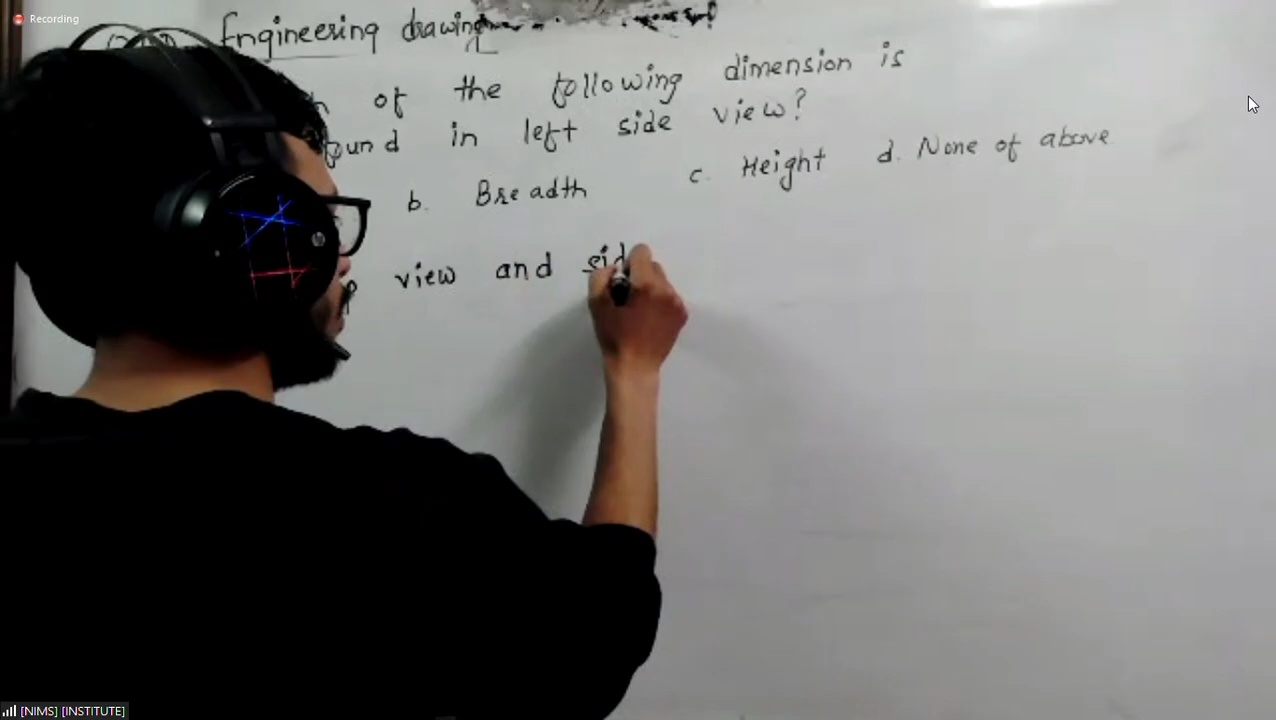 Recording
Engineering drawing
of the following dimension is
in left side view?
b. Breadth c. Height d. None of above
view and sid
[NIMS] [INSTITUTE]